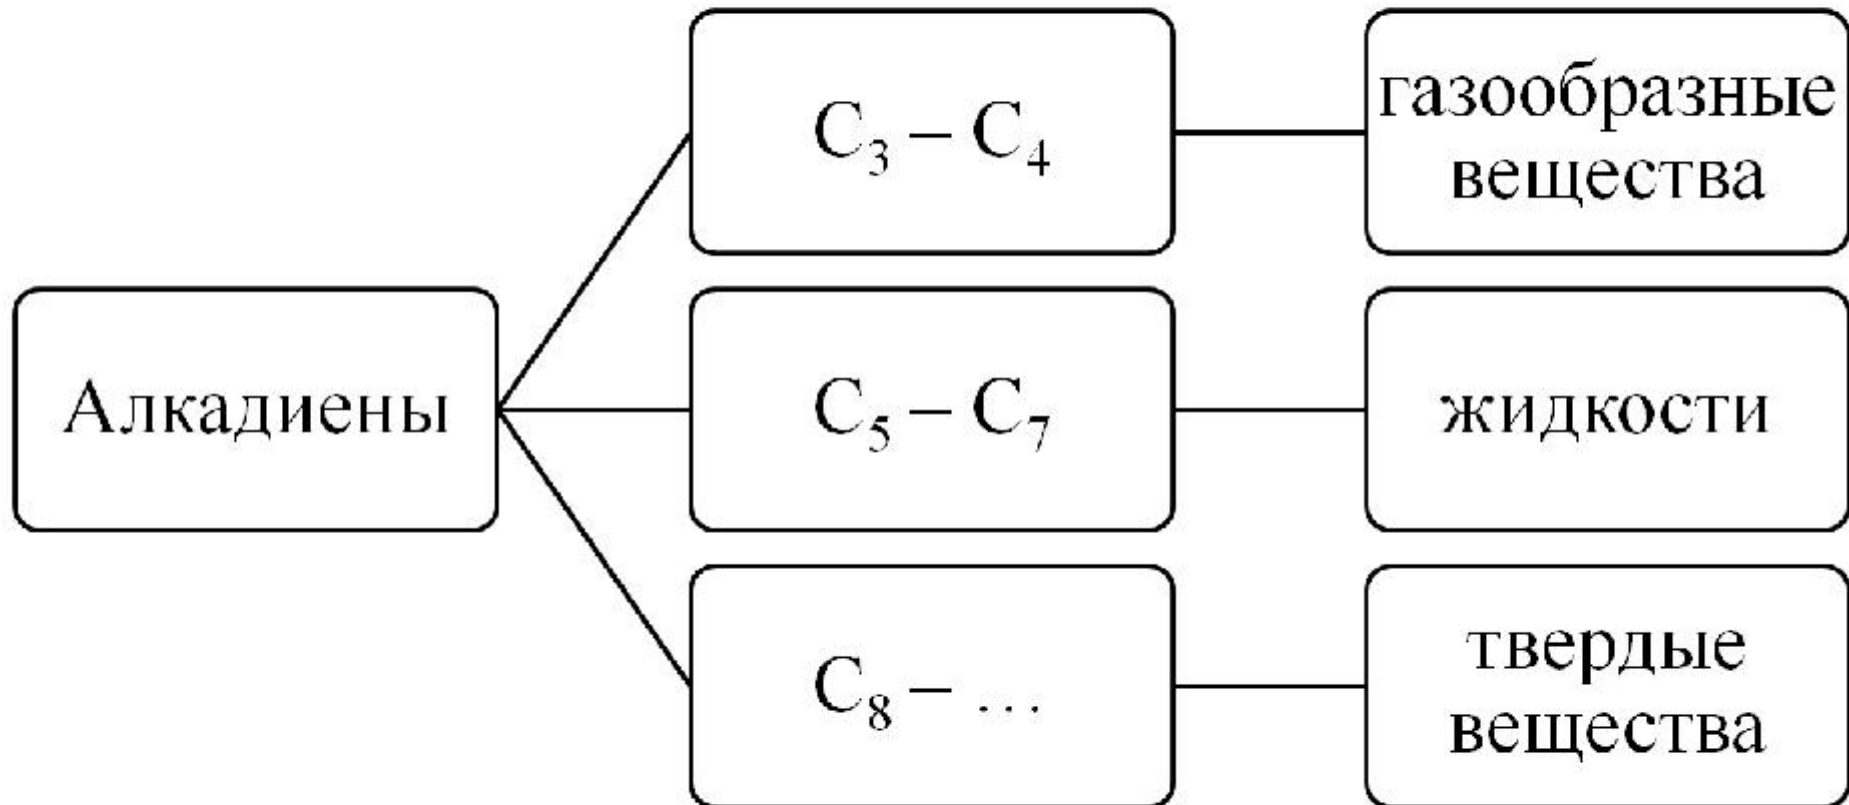 Алкадиены
C₃ – C₄
газообразные
вещества
C₅ – C₇
жидкости
C₈ – …
твердые
вещества